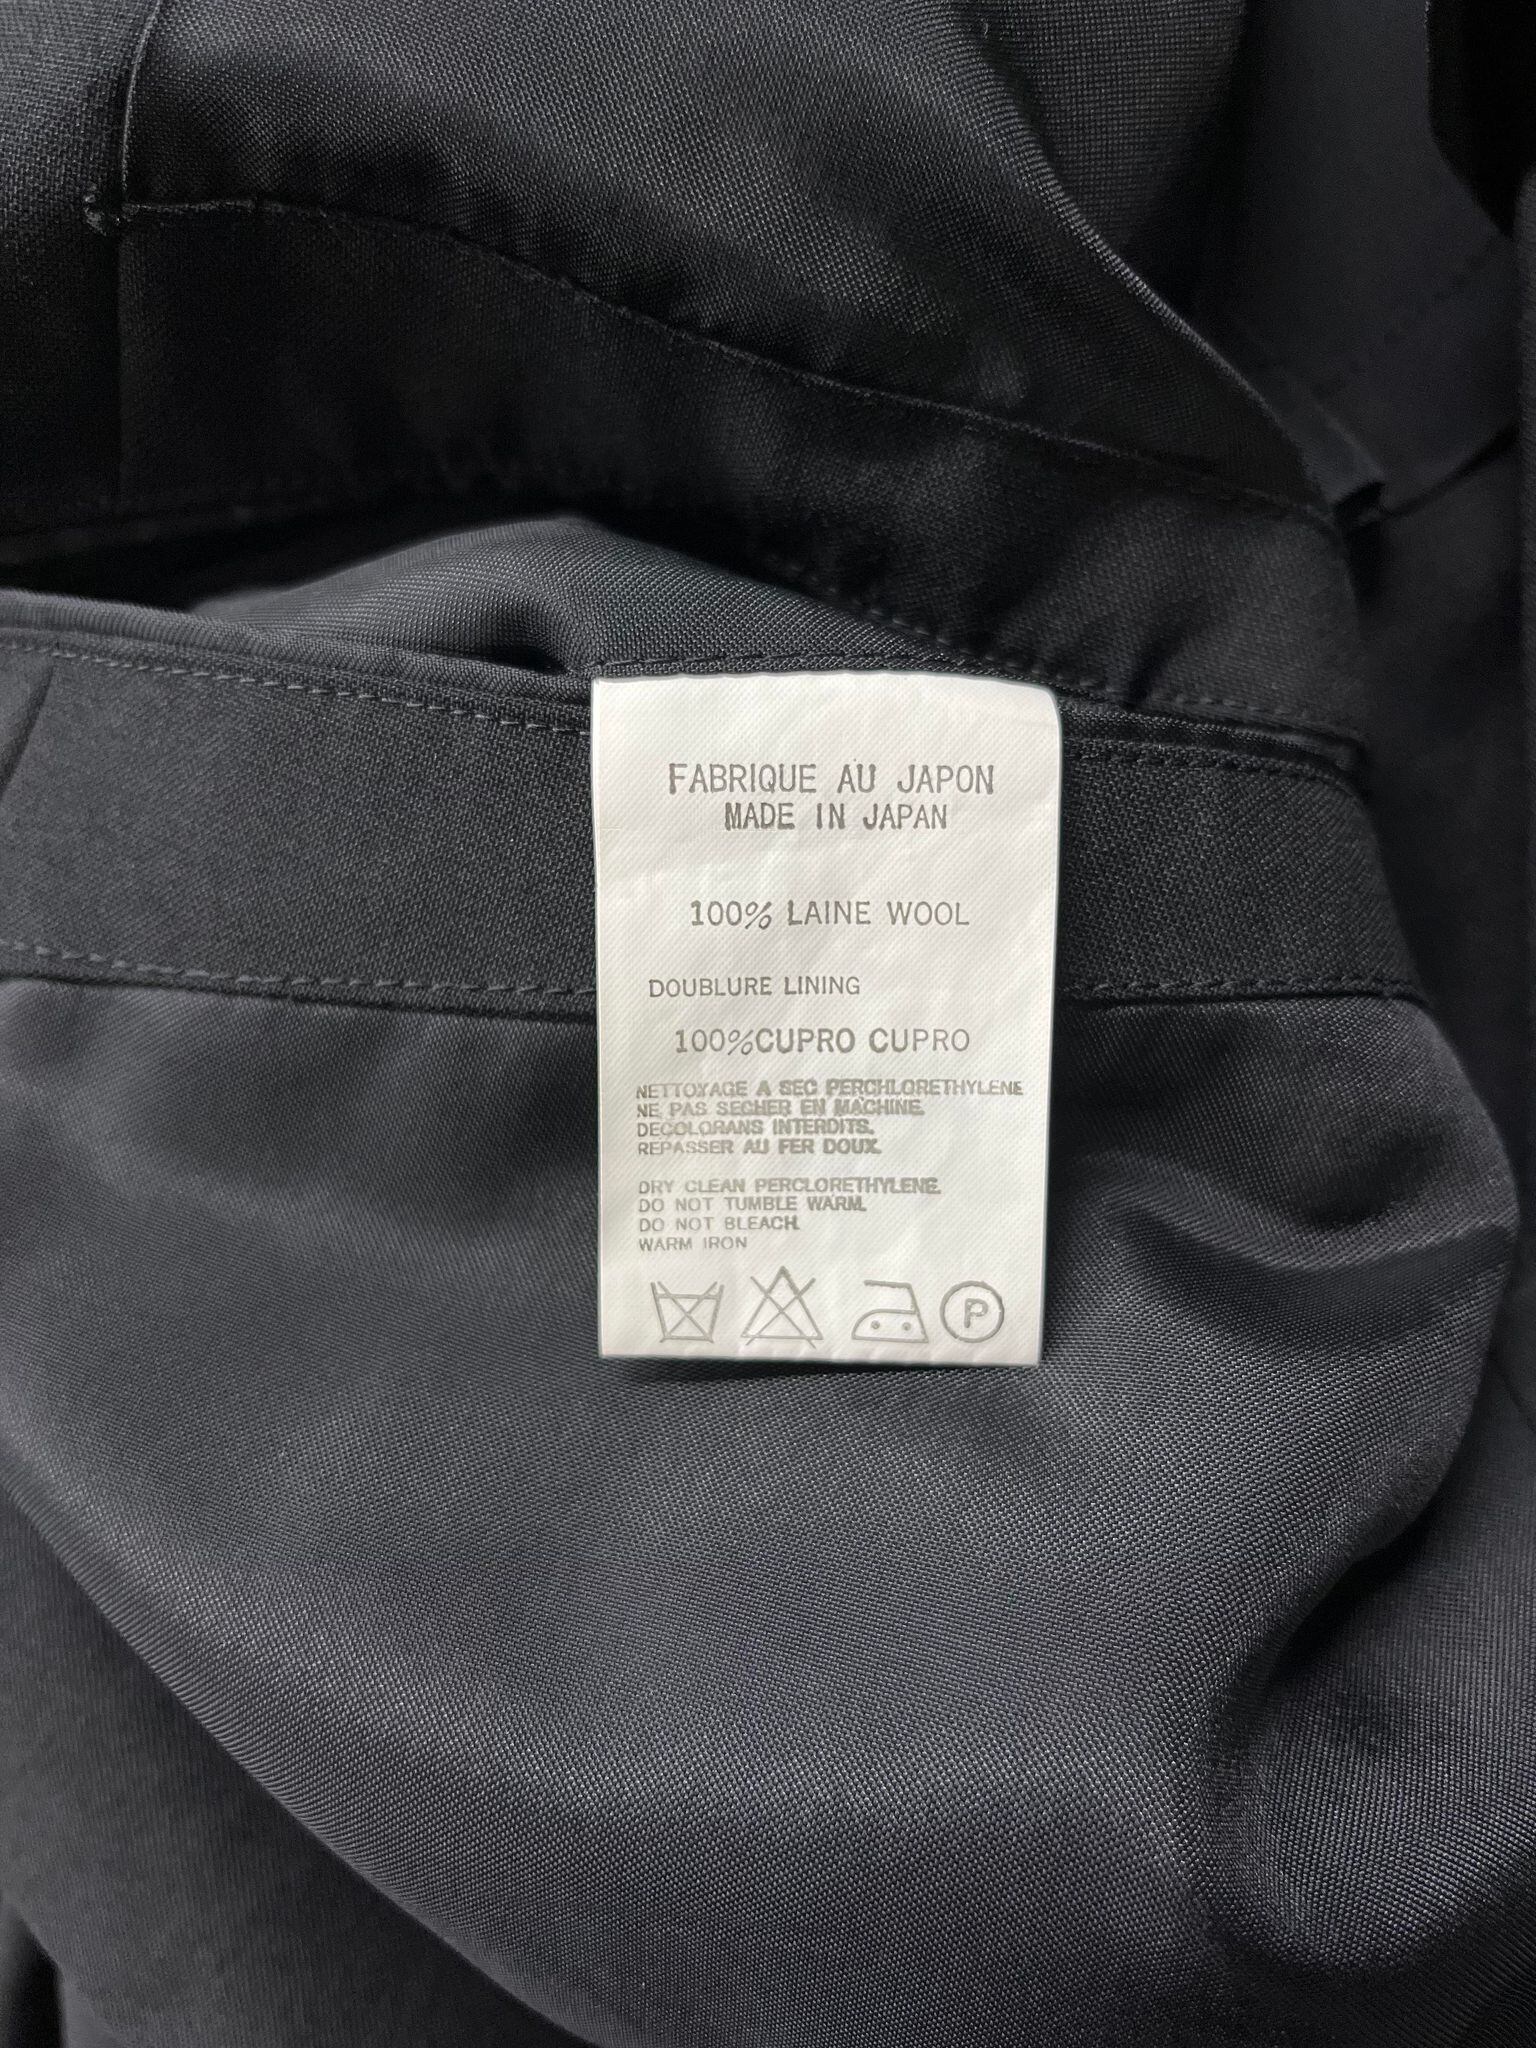 FABRIQUE AU JAPON
MADE IN JAPAN
100% LAINE WOOL
DOUBLURE LINING
100%CUPRO CUPRO
NETTOYAGE A SEC PERCHLORETHYLENE
NE PAS SECHER EN MACHINE.
DECOLORANS INTERDITS.
REPASSER AU FER DOUX.
DRY CLEAN PERCLORETHYLENE.
DO NOT TUMBLE WARM.
DO NOT BLEACH.
WARM IRON
P